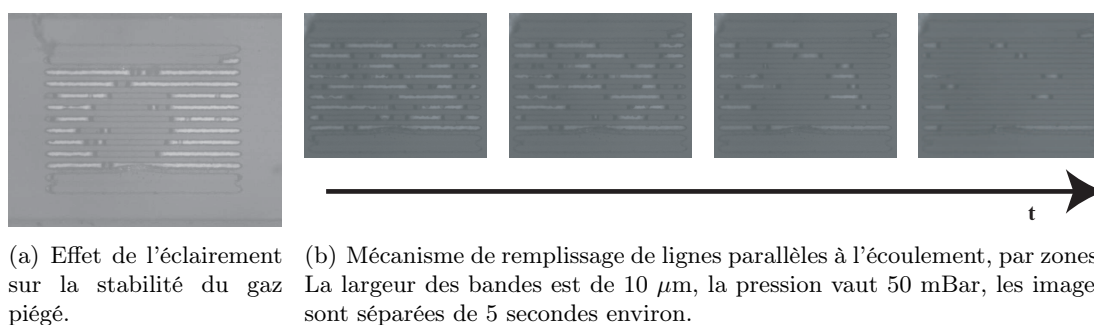 t
(a) Effet de l'éclairement
sur la stabilité du gaz
piégé.
(b) Mécanisme de remplissage de lignes parallèles à l'écoulement, par zones
La largeur des bandes est de 10 μm, la pression vaut 50 mBar, les image
sont séparées de 5 secondes environ.